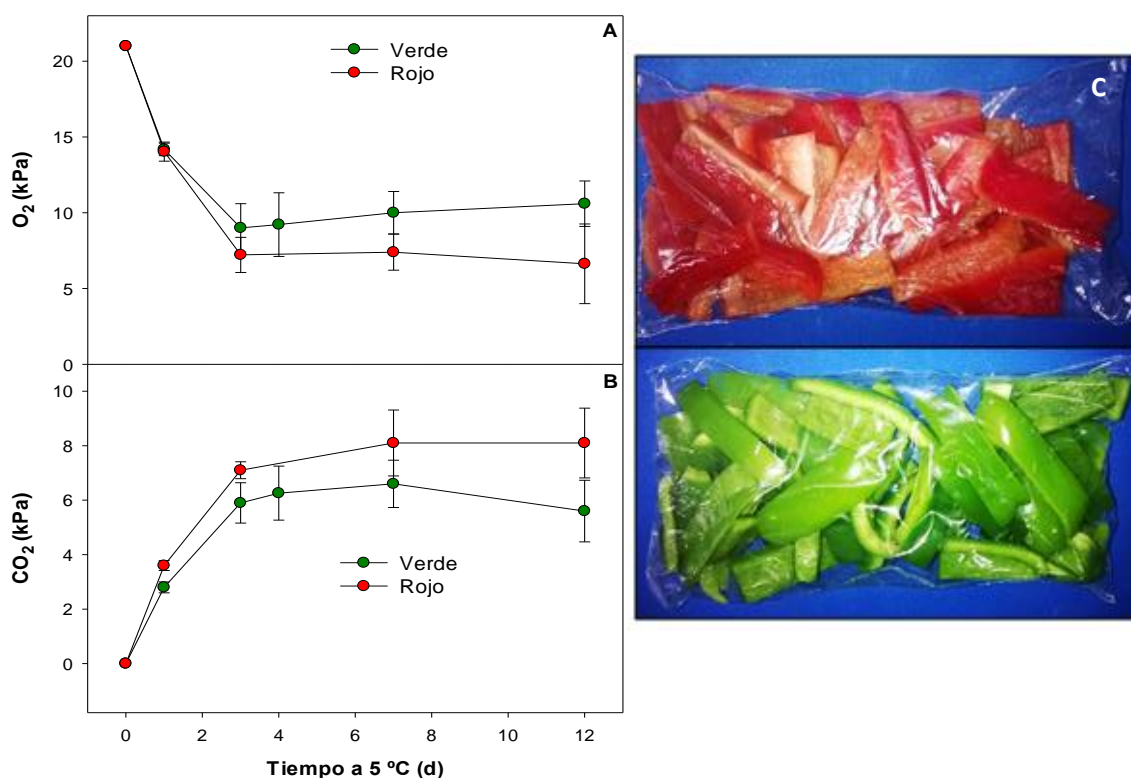 A
Verde
Rojo
20
15
10
5
0
O₂ (kPa)
B
10
8
6
4
2
0
CO₂ (kPa)
Verde
Rojo
0 2 4 6 8 10 12
Tiempo a 5 ºC (d)
C